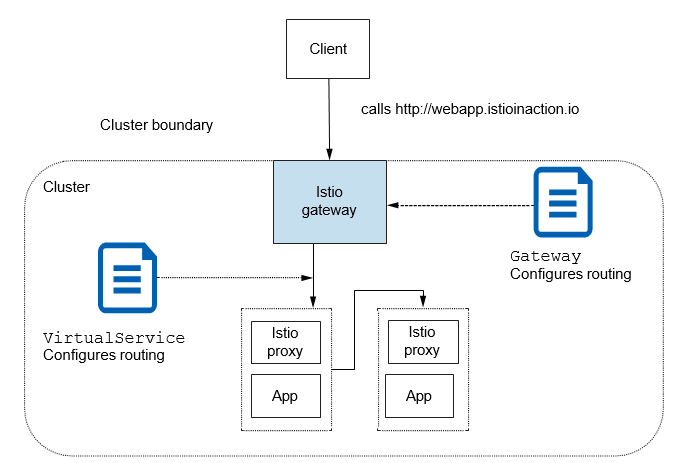 Client
calls http://webapp.istioinaction.io
Cluster boundary
Cluster
Istio
gateway
Gateway
Configures routing
VirtualService
Configures routing
Istio
proxy
App
Istio
proxy
App